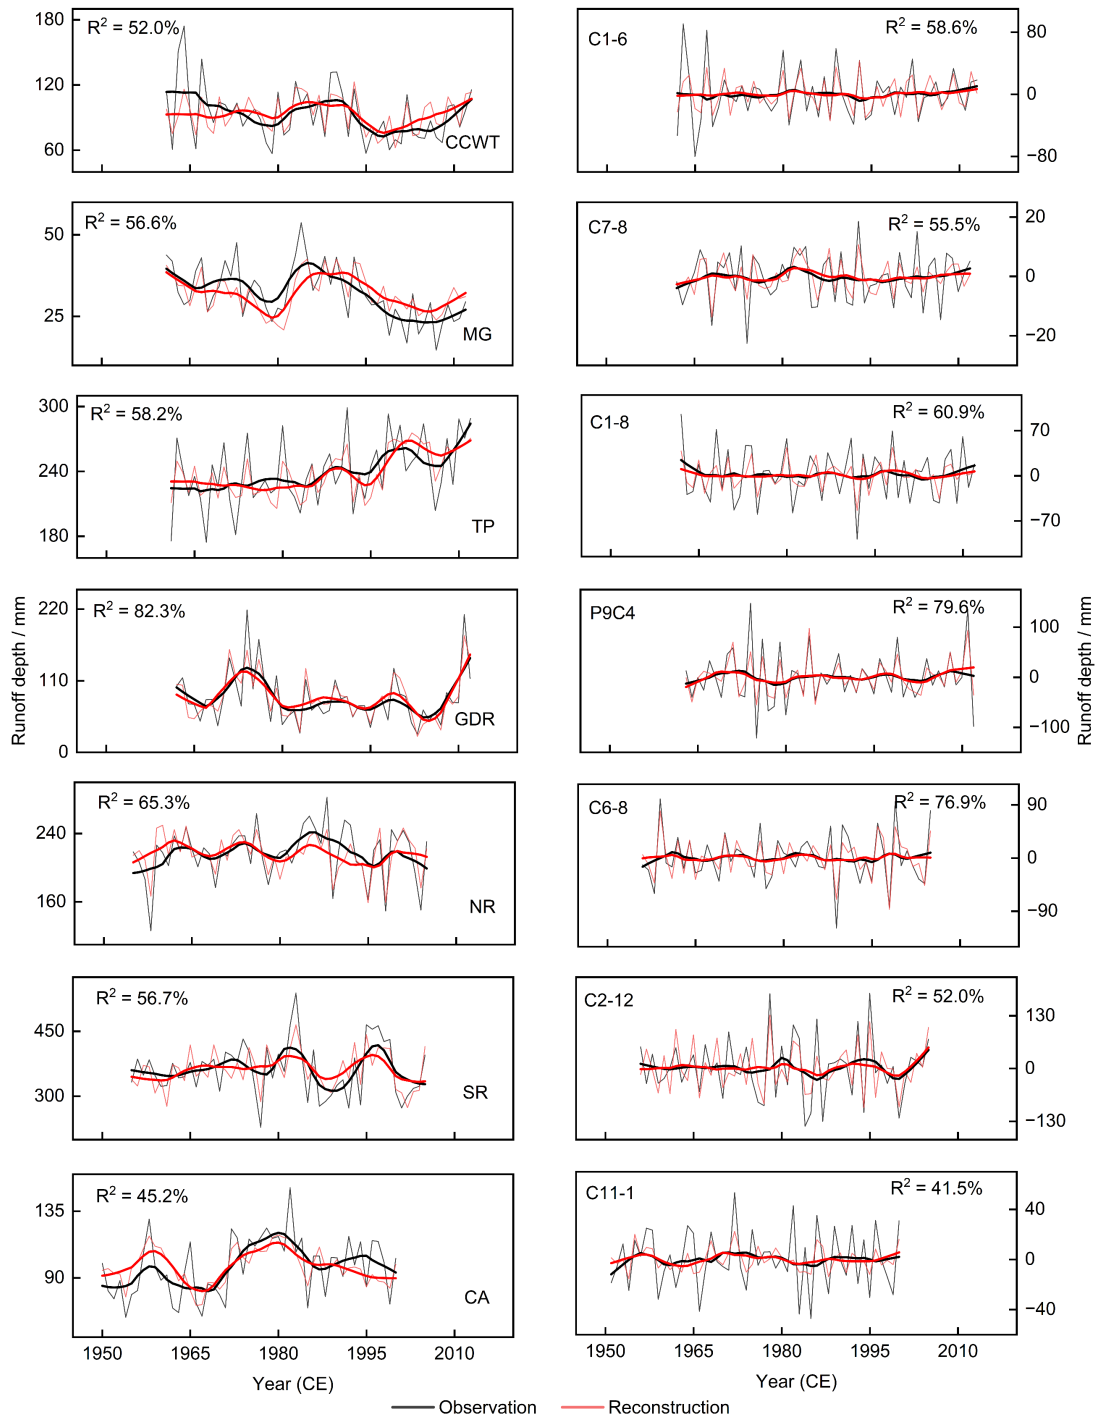 R² = 52.0%
180
120
60
CCWT
C1-6
R² = 58.6%
80
0
−80
R² = 56.6%
50
25
MG
C7-8
R² = 55.5%
20
0
−20
R² = 58.2%
300
240
180
TP
C1-8
R² = 60.9%
70
0
−70
R² = 82.3%
220
110
0
GDR
P9C4
R² = 79.6%
100
0
−100
Runoff depth / mm
Runoff depth / mm
R² = 65.3%
240
160
NR
C6-8
R² = 76.9%
90
0
−90
R² = 56.7%
450
300
SR
C2-12
R² = 52.0%
130
0
−130
R² = 45.2%
135
90
CA
C11-1
R² = 41.5%
40
0
−40
1950 1965 1980 1995 2010
1950 1965 1980 1995 2010
Year (CE)
Year (CE)
Observation
Reconstruction